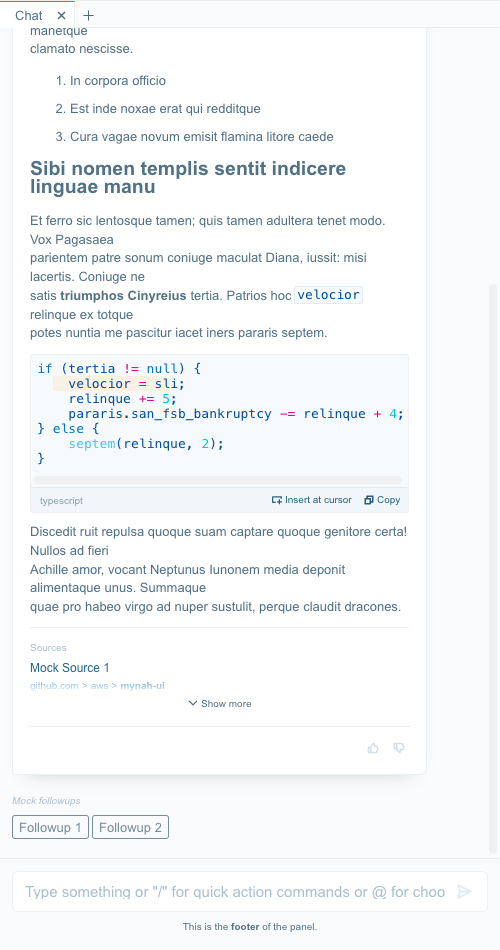 Chat
manetque
clamato nescisse.
1. In corpora officio
2. Est inde noxae erat qui redditque
3. Cura vagae novum emisit flamina litore caede
Sibi nomen templis sentit indicere
linguae manu
Et ferro sic lentosque tamen; quis tamen adultera tenet modo.
Vox Pagasaea
parientem patre sonum coniuge maculat Diana, iussit: misi
lacertis. Coniuge ne
satis triumphos Cinyreius tertia. Patrios hoc velocior
relinque ex totque
potes nuntia me pascitur iacet iners pararis septem.
if (tertia != null) {
    velocior = sli;
    relinque += 5;
    pararis.san_fsb_bankruptcy -= relinque + 4;
} else {
    septem(relinque, 2);
}
typescript Insert at cursor Copy
Discedit ruit repulsa quoque suam captare quoque genitore certa!
Nullos ad fieri
Achille amor, vocant Neptunus Iunonem media deponit
alimentaque unus. Summaque
quae pro habeo virgo ad nuper sustulit, perque claudit dracones.
Sources
Mock Source 1
github.com > aws > mynah-ui
Show more
Mock followups
Followup 1 Followup 2
Type something or "/" for quick action commands or @ for choo
This is the footer of the panel.